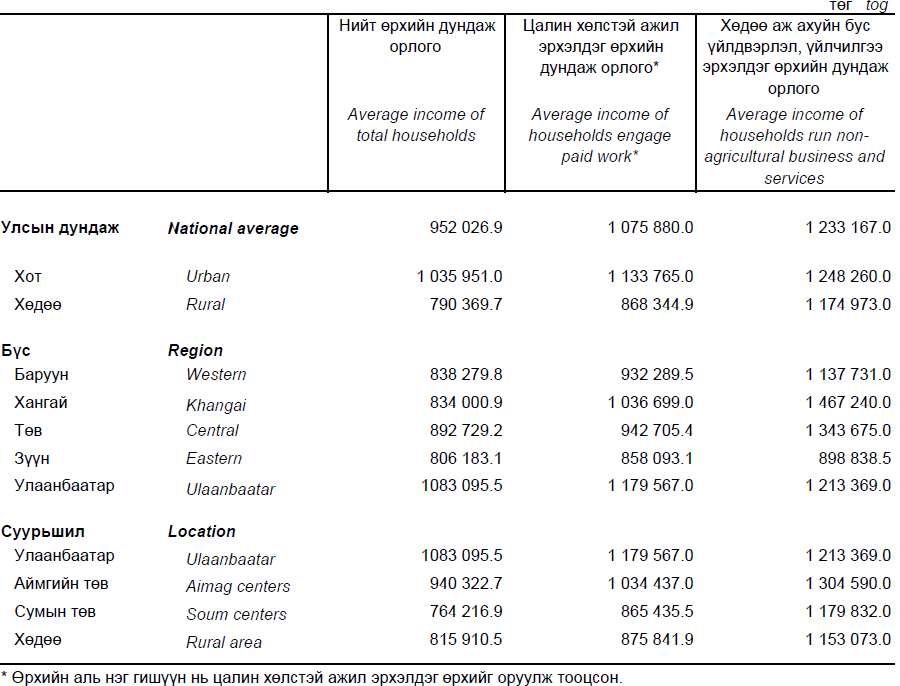 төг tog
Нийт өрхийн дундаж Цалин хөлстэй ажил Хөдөө аж ахуйн бус
орлого эрхэлдэг өрхийн үйлдвэрлэл, үйлчилгээ
дундаж орлого* эрхэлдэг өрхийн дундаж
орлого
Average income of Average income of Average income of
total households households engage households run non-
paid work* agricultural business and
services
Улсын дундаж National average 952 026.9 1 075 880.0 1 233 167.0
Хот Urban 1 035 951.0 1 133 765.0 1 248 260.0
Хөдөө Rural 790 369.7 868 344.9 1 174 973.0
Бүс Region
Баруун Western 838 279.8 932 289.5 1 137 731.0
Хангай Khangai 834 000.9 1 036 699.0 1 467 240.0
Төв Central 892 729.2 942 705.4 1 343 675.0
Зүүн Eastern 806 183.1 858 093.1 898 838.5
Улаанбаатар Ulaanbaatar 1083 095.5 1 179 567.0 1 213 369.0
Суурьшил Location
Улаанбаатар Ulaanbaatar 1083 095.5 1 179 567.0 1 213 369.0
Аймгийн төв Aimag centers 940 322.7 1 034 437.0 1 304 590.0
Сумын төв Soum centers 764 216.9 865 435.5 1 179 832.0
Хөдөө Rural area 815 910.5 875 841.9 1 153 073.0
* Өрхийн аль нэг гишүүн нь цалин хөлстэй ажил эрхэлдэг өрхийг оруулж тооцсон.